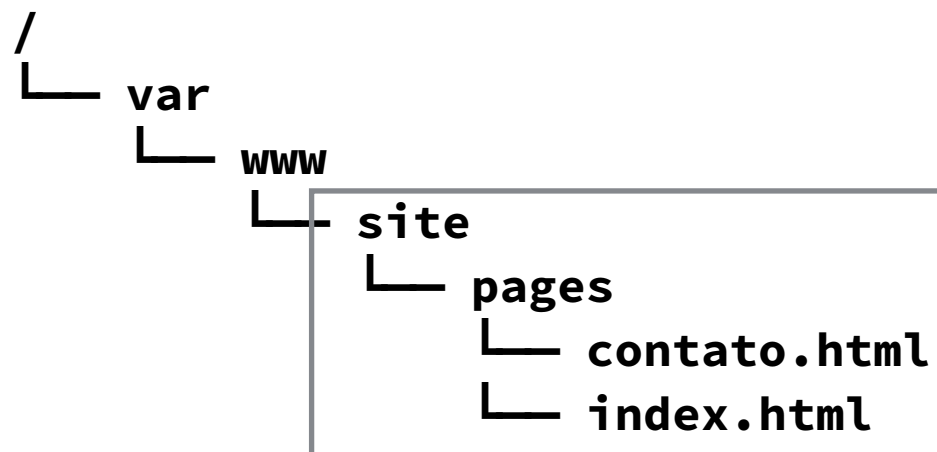 /
└── var
└── www
└── site
└── pages
└── contato.html
└── index.html